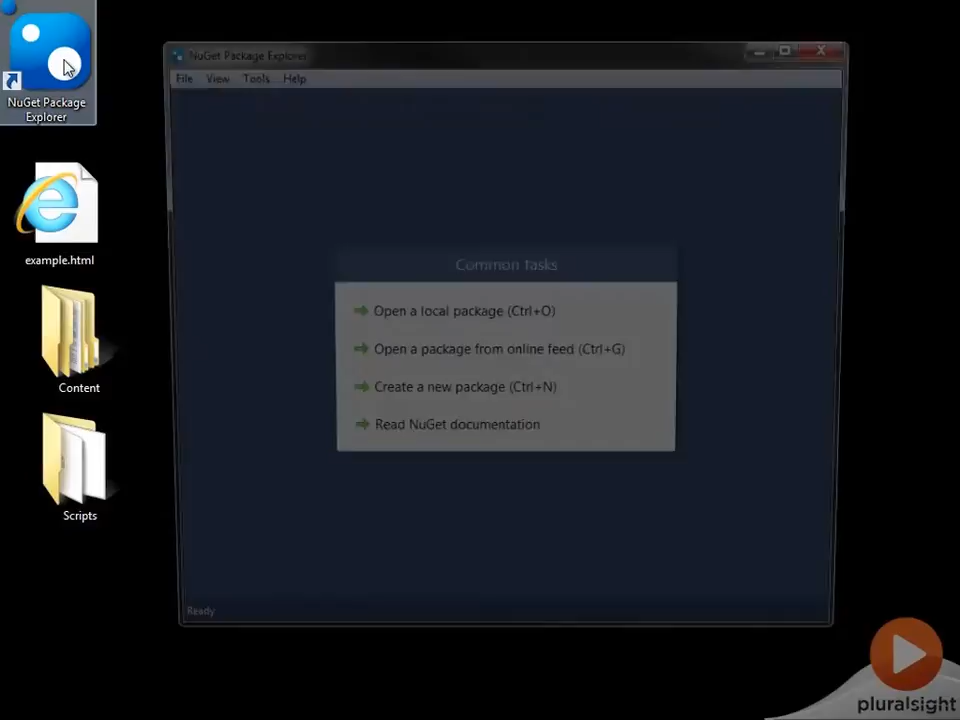 NuGet Package
Explorer
example.html
Content
Scripts
NuGet Package Explorer
File View Tools Help
Common tasks
Open a local package (Ctrl+O)
Open a package from online feed (Ctrl+G)
Create a new package (Ctrl+N)
Read NuGet documentation
Ready
pluralsight